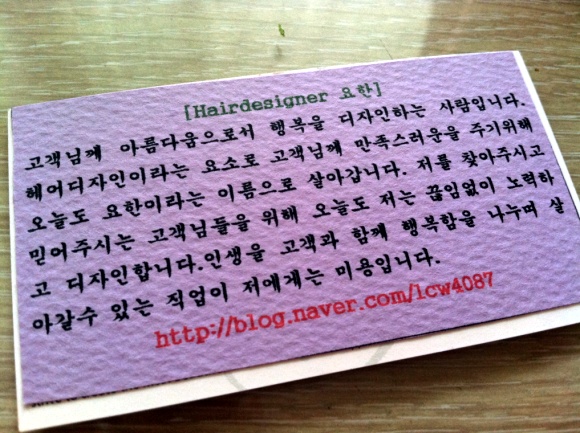 [Hairdesigner 요한]
고객님께 아름다움으로서 행복을 디자인하는 사람입니다.
헤어디자인이라는 요소로 고객님께 만족스러운을 주기위해
오늘도 요한이라는 이름으로 살아갑니다. 저를 찾아주시고
믿어주시는 고객님들을 위해 오늘도 저는 끊임없이 노력하
고 디자인합니다.인생을 고객과 함께 행복함을 나누며 살
아갈수 있는 직업이 저에게는 미용입니다.
http://blog.naver.com/lcw4087